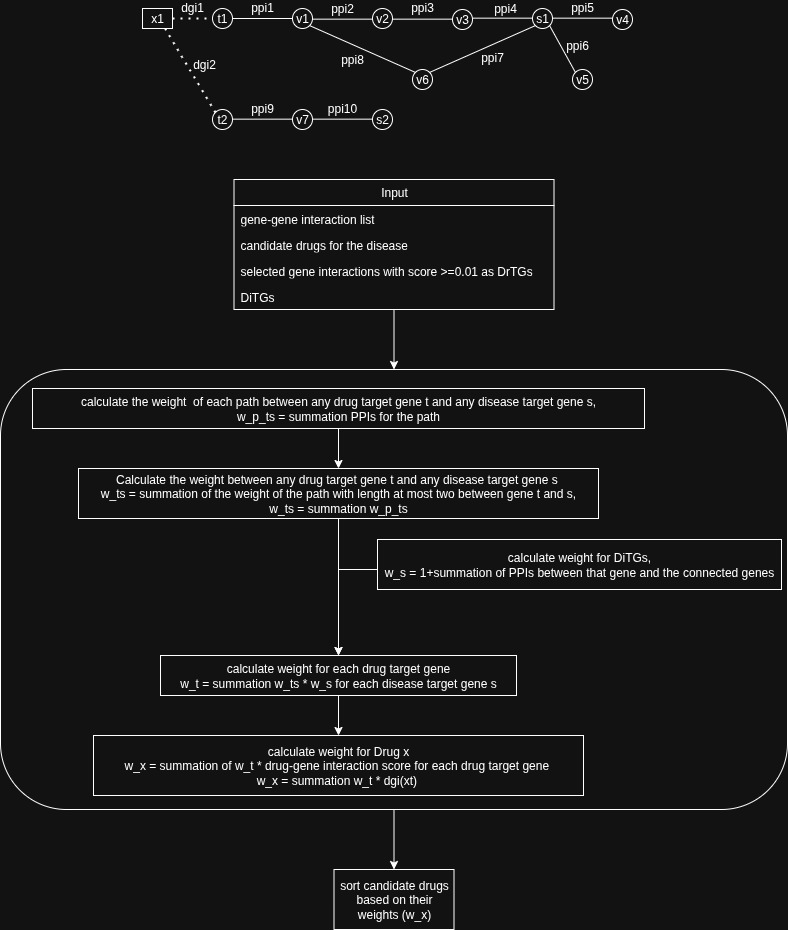 x1
dgi1
t1
ppi1
v1
ppi2
v2
ppi3
v3
ppi4
s1
ppi5
v4
dgi2
ppi8
v6
ppi7
ppi6
v5
t2
ppi9
v7
ppi10
s2
Input
gene-gene interaction list
candidate drugs for the disease
selected gene interactions with score >=0.01 as DrTGs
DiTGs
calculate the weight  of each path between any drug target gene t and any disease target gene s,
w_p_ts = summation PPIs for the path
Calculate the weight between any drug target gene t and any disease target gene s
w_ts = summation of the weight of the path with length at most two between gene t and s,
w_ts = summation w_p_ts
calculate weight for DiTGs,
w_s = 1+summation of PPIs between that gene and the connected genes
calculate weight for each drug target gene
w_t = summation w_ts * w_s for each disease target gene s
calculate weight for Drug x
w_x = summation of w_t * drug-gene interaction score for each drug target gene
w_x = summation w_t * dgi(xt)
sort candidate drugs
based on their
weights (w_x)